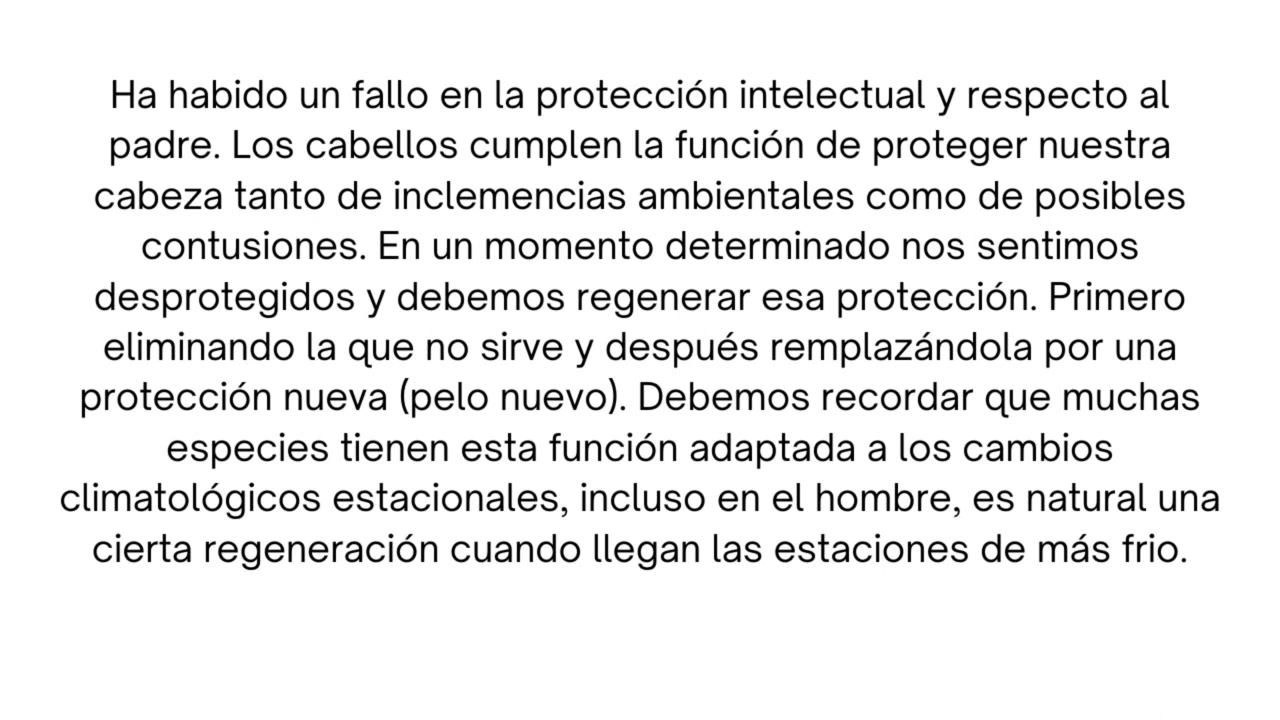 Ha habido un fallo en la protección intelectual y respecto al
padre. Los cabellos cumplen la función de proteger nuestra
cabeza tanto de inclemencias ambientales como de posibles
contusiones. En un momento determinado nos sentimos
desprotegidos y debemos regenerar esa protección. Primero
eliminando la que no sirve y después remplazándola por una
protección nueva (pelo nuevo). Debemos recordar que muchas
especies tienen esta función adaptada a los cambios
climatológicos estacionales, incluso en el hombre, es natural una
cierta regeneración cuando llegan las estaciones de más frio.